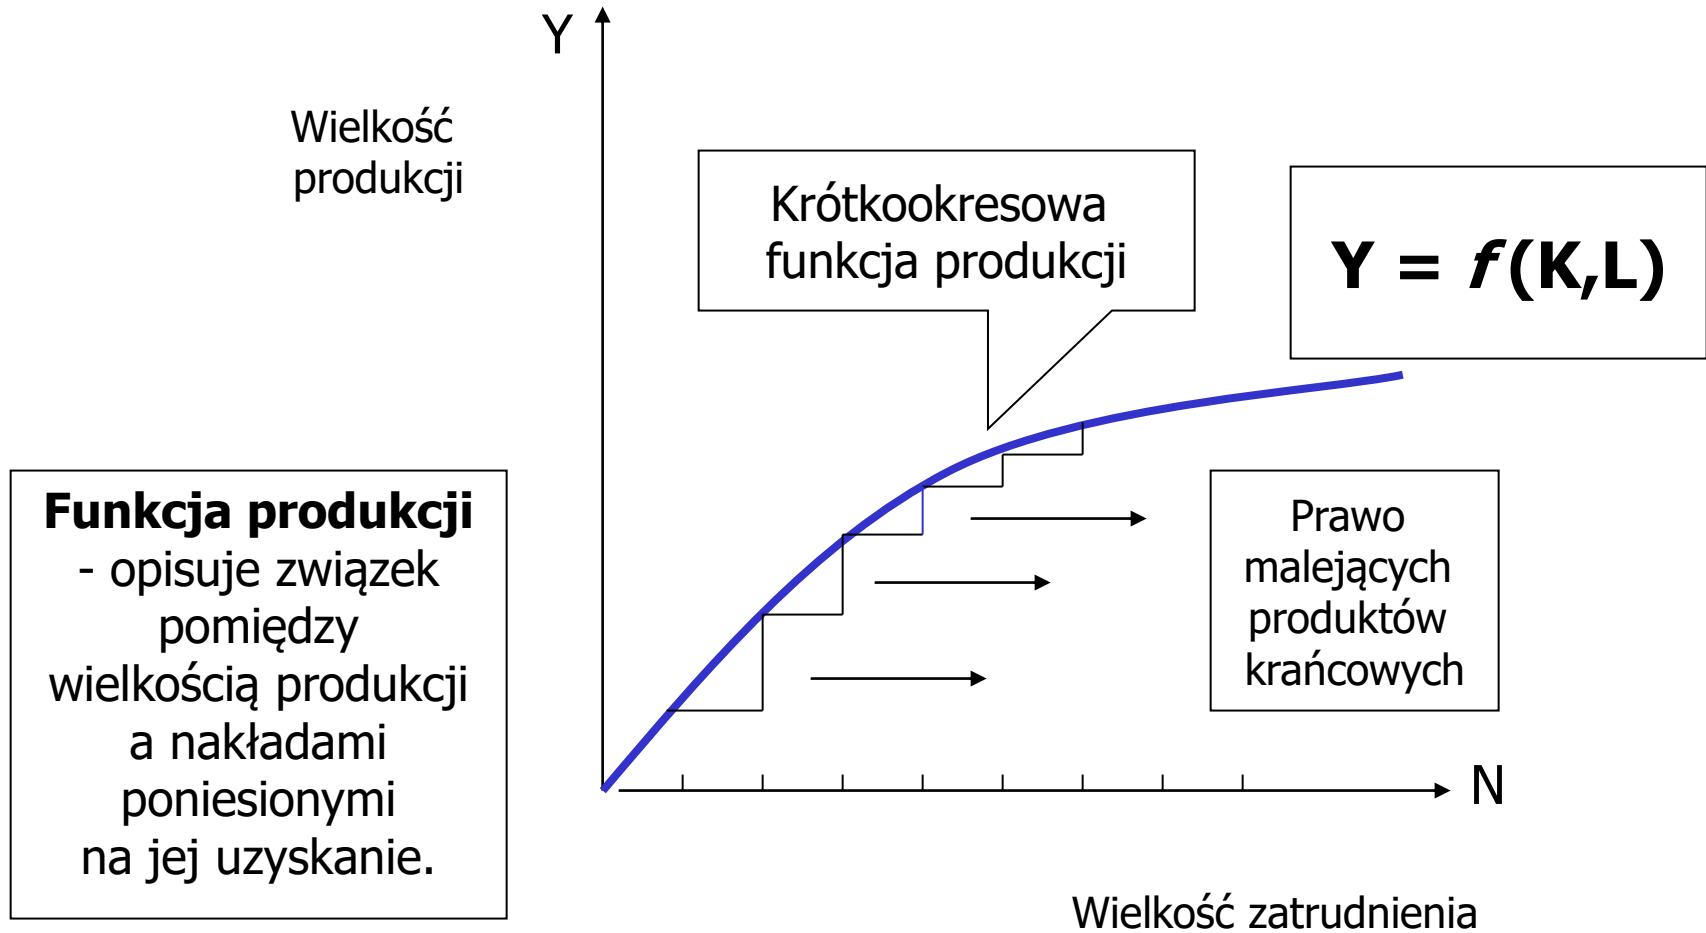 Y
Wielkość
produkcji
Krótkookresowa
funkcja produkcji
Y = f (K,L)
Funkcja produkcji
- opisuje związek
pomiędzy
wielkością produkcji
a nakładami
poniesionymi
na jej uzyskanie.
Prawo
malejących
produktów
krańcowych
N
Wielkość zatrudnienia